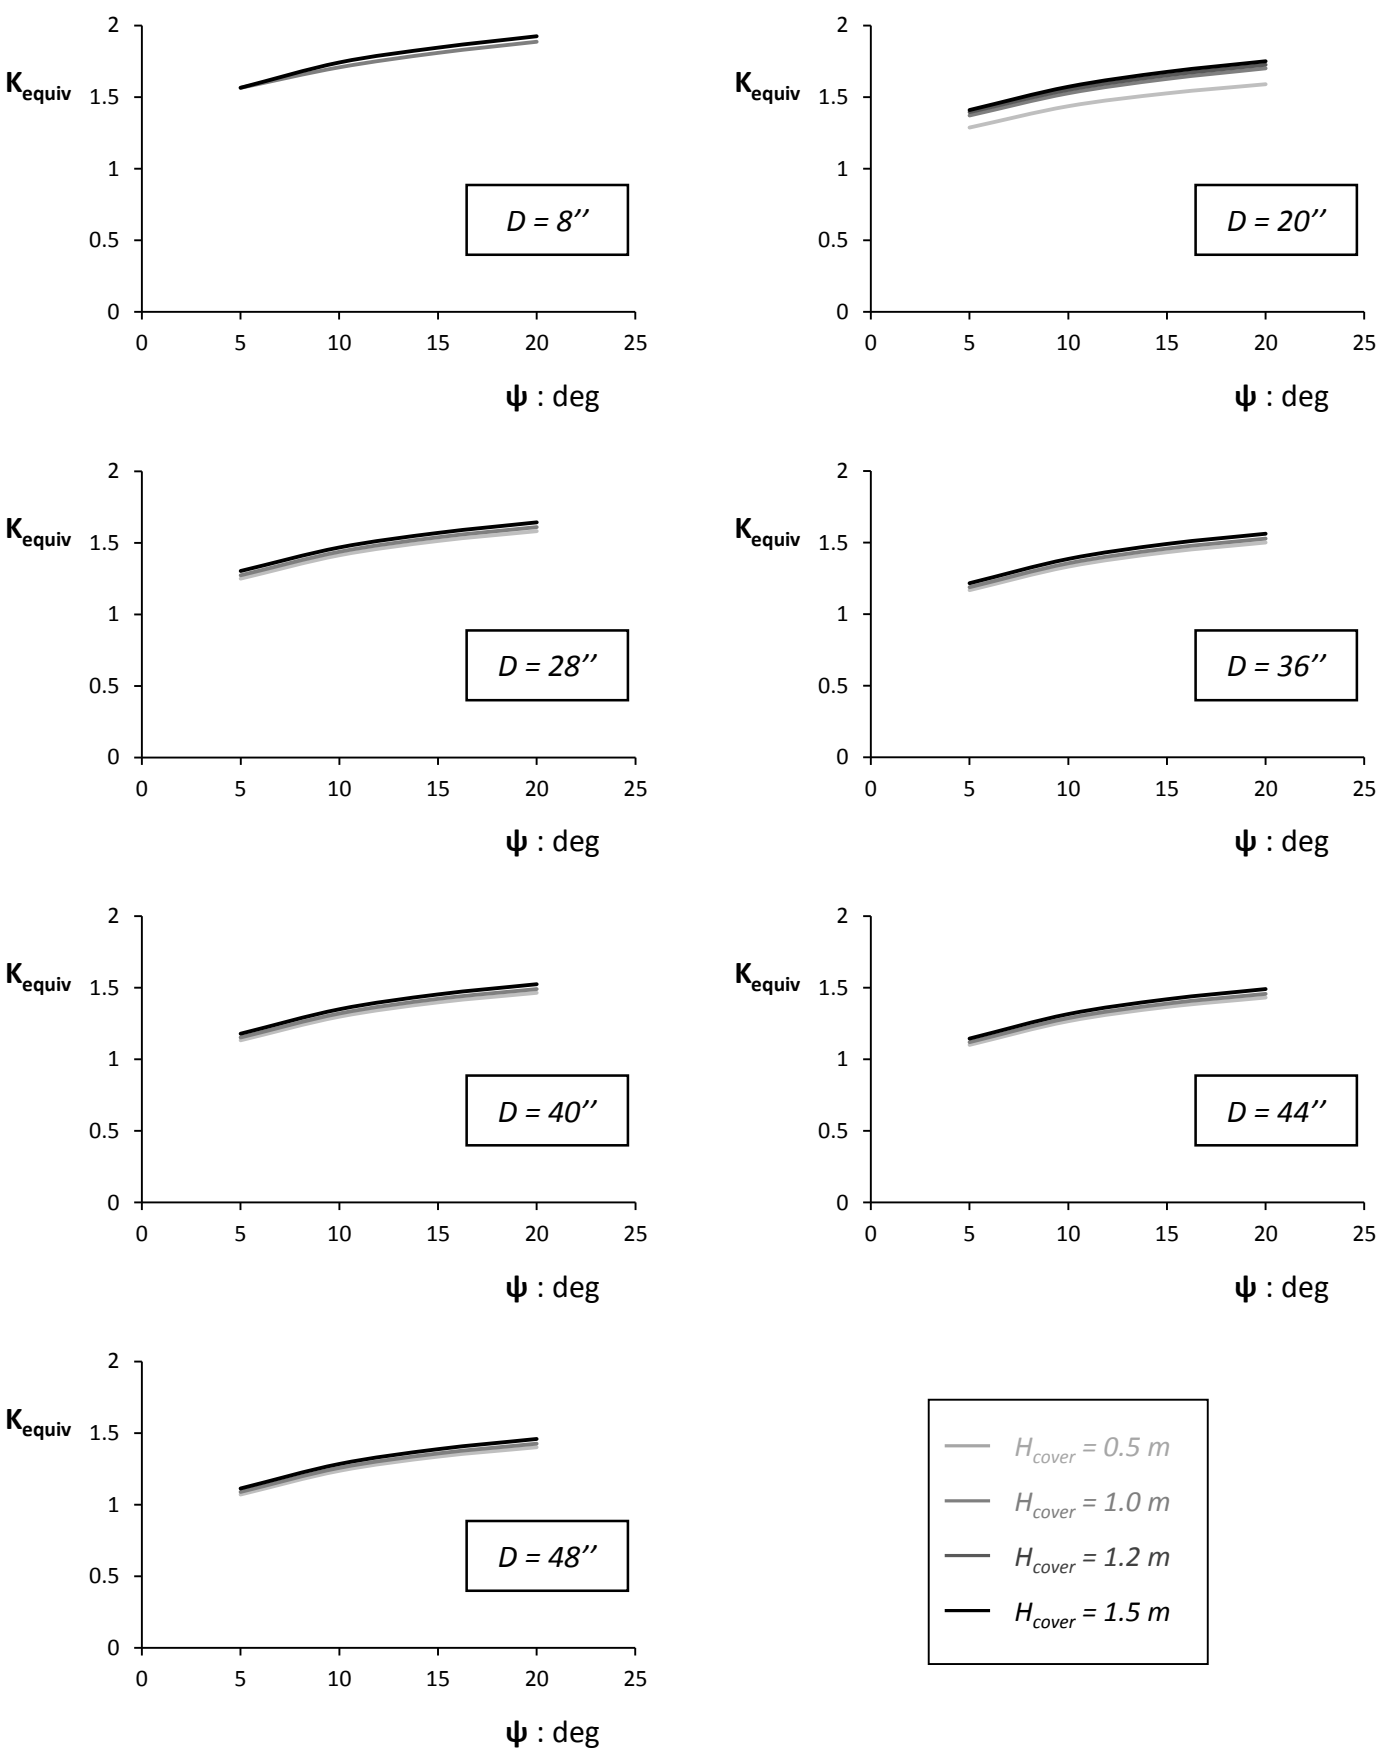 2
K_equiv 1.5
1
D = 8’’
0.5
0
0 5 10 15 20 25
ψ : deg
2
K_equiv 1.5
1
D = 20’’
0.5
0
0 5 10 15 20 25
ψ : deg
2
K_equiv 1.5
1
D = 28’’
0.5
0
0 5 10 15 20 25
ψ : deg
2
K_equiv 1.5
1
D = 36’’
0.5
0
0 5 10 15 20 25
ψ : deg
2
K_equiv 1.5
1
D = 40’’
0.5
0
0 5 10 15 20 25
ψ : deg
2
K_equiv 1.5
1
D = 44’’
0.5
0
0 5 10 15 20 25
ψ : deg
2
K_equiv 1.5
1
D = 48’’
0.5
0
0 5 10 15 20 25
ψ : deg
H_cover = 0.5 m
H_cover = 1.0 m
H_cover = 1.2 m
H_cover = 1.5 m